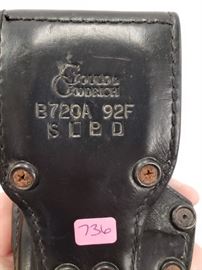 GOULD
GOODRICH
B720A 92F
S L P D
736